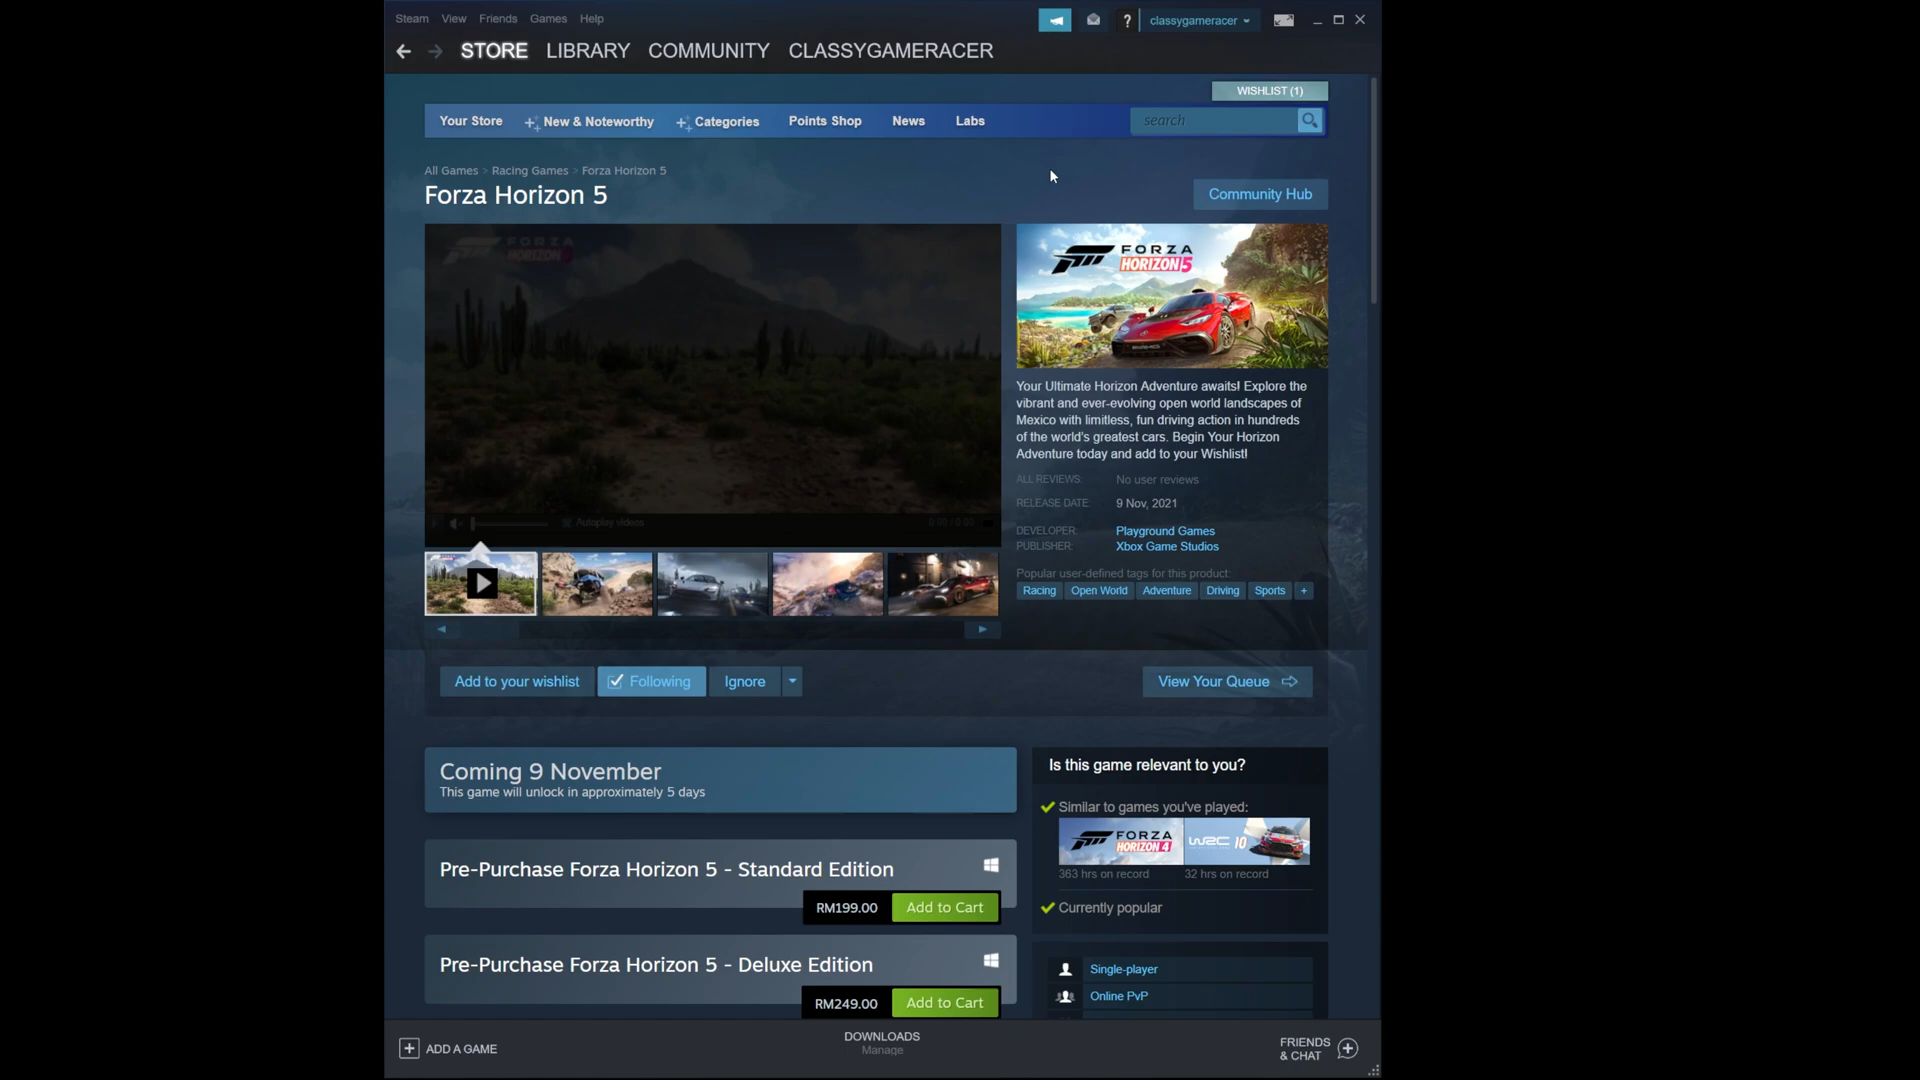 Steam View Friends Games Help
? classygameracer
STORE LIBRARY COMMUNITY CLASSYGAMERACER
WISHLIST (1)
Your Store New & Noteworthy Categories Points Shop News Labs search
All Games > Racing Games > Forza Horizon 5
Forza Horizon 5
Community Hub
FORZA
HORIZON 5
FORZA
HORIZON 5
Your Ultimate Horizon Adventure awaits! Explore the
vibrant and ever-evolving open world landscapes of
Mexico with limitless, fun driving action in hundreds
of the world's greatest cars. Begin Your Horizon
Adventure today and add to your Wishlist!
ALL REVIEWS: No user reviews
RELEASE DATE: 9 Nov, 2021
DEVELOPER: Playground Games
PUBLISHER: Xbox Game Studios
Autoplay videos 0:00 / 0:00
Popular user-defined tags for this product:
Racing Open World Adventure Driving Sports +
Add to your wishlist Following Ignore View Your Queue
Coming 9 November
This game will unlock in approximately 5 days
Is this game relevant to you?
Similar to games you've played:
FORZA
HORIZON 4
WRC 10
363 hrs on record 32 hrs on record
Currently popular
Pre-Purchase Forza Horizon 5 - Standard Edition
RM199.00 Add to Cart
Pre-Purchase Forza Horizon 5 - Deluxe Edition
RM249.00 Add to Cart
Single-player
Online PvP
ADD A GAME
DOWNLOADS
Manage
FRIENDS
& CHAT